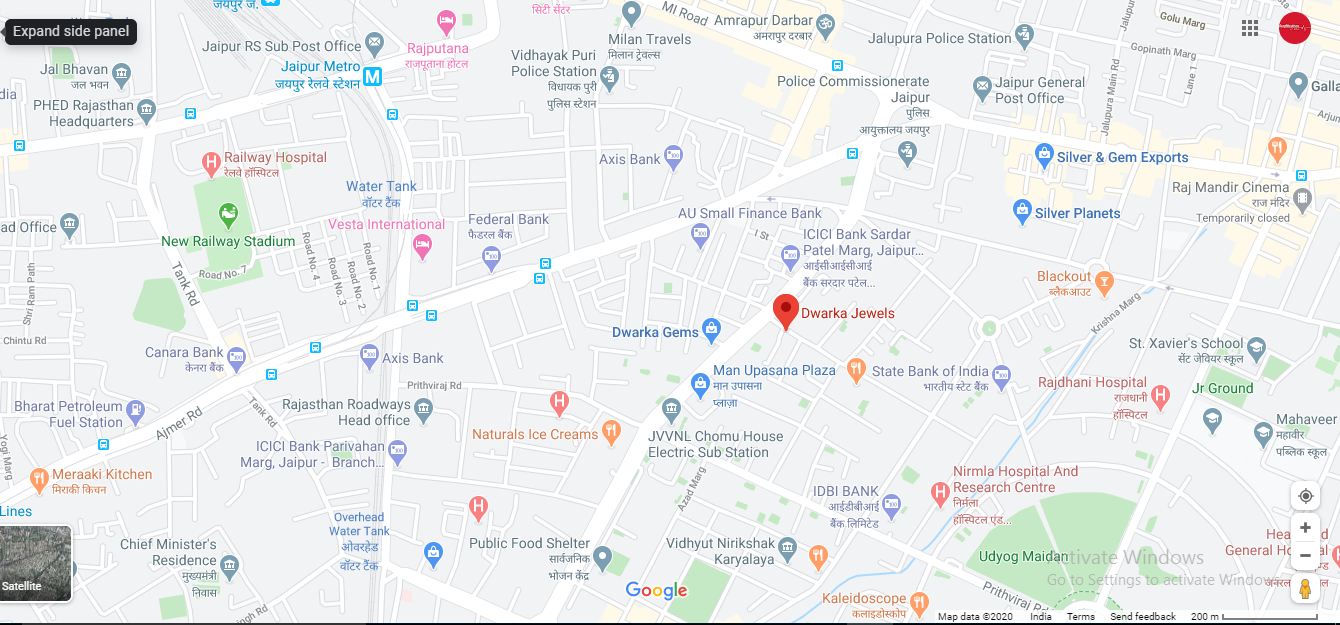 जयपुर ज.
Expand side panel
Jaipur RS Sub Post Office
Jaipur Metro
जयपुर रेलवे स्टेशन
M
Jal Bhavan
जल भवन
PHED Rajasthan
Headquarters
Rajputana
राजपूताना होटल
सिटी सेंटर
Vidhayak Puri
Police Station
विधायक पुरी
पुलिस स्टेशन
Milan Travels
मिलान ट्रेवल्स
MI Road
Amrapur Darbar
अमरापुर दरबार
Jalupura Police Station
Golu Marg
Gopinath Marg
Lane 1
Jalupura Main Rd
Police Commissionerate
Jaipur
पुलिस
आयुक्तालय जयपुर
Jaipur General
Post Office
Galla
Arjun
Railway Hospital
रेलवे हॉस्पिटल
Water Tank
वॉटर टैंक
Vesta International
Federal Bank
फेडरल बैंक
Axis Bank
AU Small Finance Bank
I St
ICICI Bank Sardar
Patel Marg, Jaipur...
आईसीआईसीआई
बैंक सरदार पटेल...
Silver & Gem Exports
Silver Planets
Raj Mandir Cinema
राज मंदिर
Temporarily closed
ad Office
New Railway Stadium
Road No. 7
Road No. 4
Road No. 3
Road No. 2
Road No. 1
Tank Rd
Shri Ram Path
Chintu Rd
Blackout
ब्लैकआउट
Krishna Marg
Dwarka Jewels
Dwarka Gems
Canara Bank
केनरा बैंक
Axis Bank
Prithviraj Rd
Man Upasana Plaza
मान उपासना
प्लाज़ा
State Bank of India
भारतीय स्टेट बैंक
St. Xavier's School
सेंट जेवियर स्कूल
Rajdhani Hospital
राजधानी
हॉस्पिटल
Jr Ground
Mahaveer
महावीर
पब्लिक स्कूल
Bharat Petroleum
Fuel Station
Ajmer Rd
Tank Rd
Rajasthan Roadways
Head office
ICICI Bank Parivahan
Marg, Jaipur - Branch...
Naturals Ice Creams
JVVNL Chomu House
Electric Sub Station
Azad Marg
Yogi Marg
Meraaki Kitchen
मिराकी किचन
Lines
IDBI BANK
आईडीबीआई
बैंक लिमिटेड
Nirmla Hospital And
Research Centre
निर्मला
हॉस्पिटल एंड...
Overhead
Water Tank
ओवरहेड
वॉटर टैंक
Chief Minister's
Residence
मुख्यमंत्री
निवास
Public Food Shelter
सार्वजनिक
भोजन केंद्र
Vidhyut Nirikshak
Karyalaya
Udyog Maidan
Prithviraj Rd
General Ho
Satellite
Activate Windows
Go to Settings to activate Windows.
Kaleidoscope
कलाइडोस्कोप
Google
Map data ©2020 India Terms Send feedback 200 m